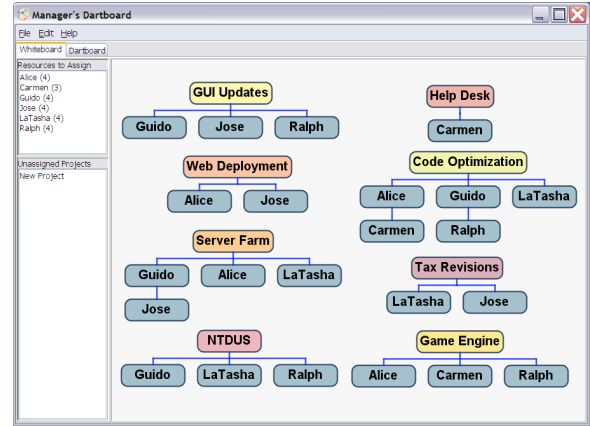 Manager's Dartboard
File Edit Help
Whiteboard Dartboard
Resources to Assign
Alice (4)
Carmen (3)
Guido (4)
Jose (4)
LaTasha (4)
Ralph (4)
Unassigned Projects
New Project
GUI Updates
Guido Jose Ralph
Web Deployment
Alice Jose
Server Farm
Guido Alice LaTasha
Jose
NTDUS
Guido LaTasha Ralph
Help Desk
Carmen
Code Optimization
Alice Guido LaTasha
Carmen Ralph
Tax Revisions
LaTasha Jose
Game Engine
Alice Carmen Ralph